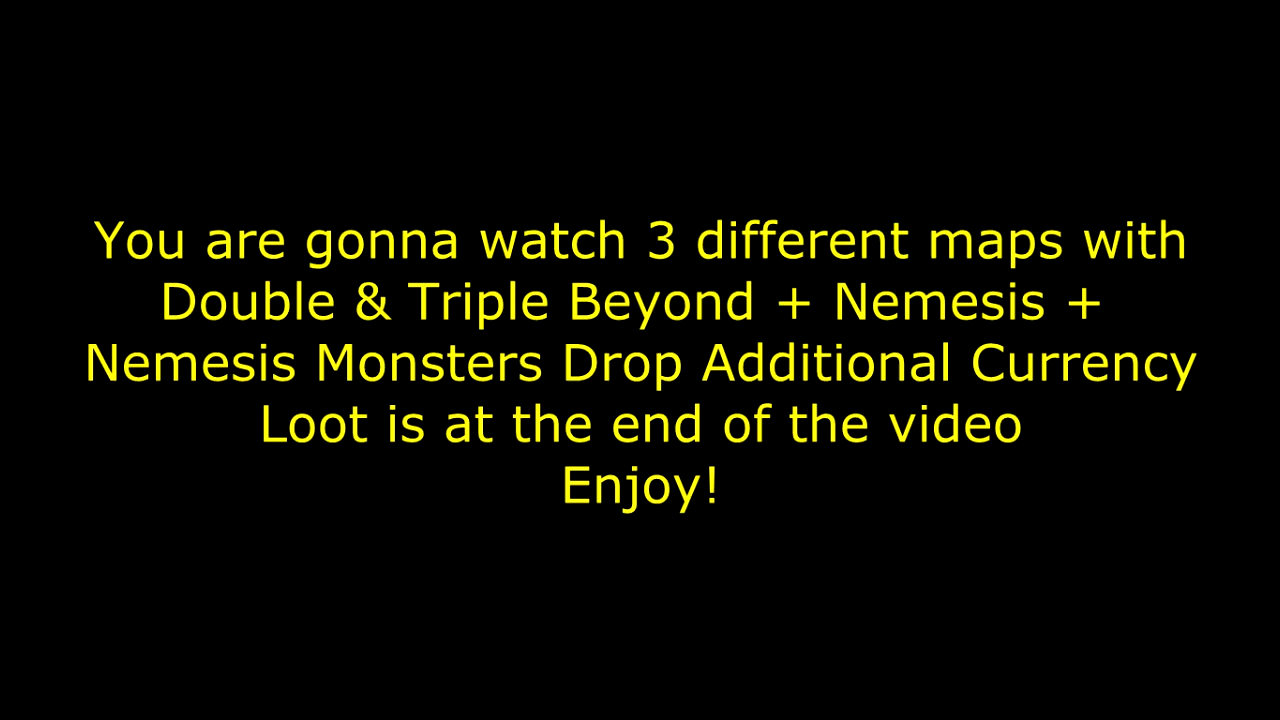 You are gonna watch 3 different maps with
Double & Triple Beyond + Nemesis +
Nemesis Monsters Drop Additional Currency
Loot is at the end of the video
Enjoy!